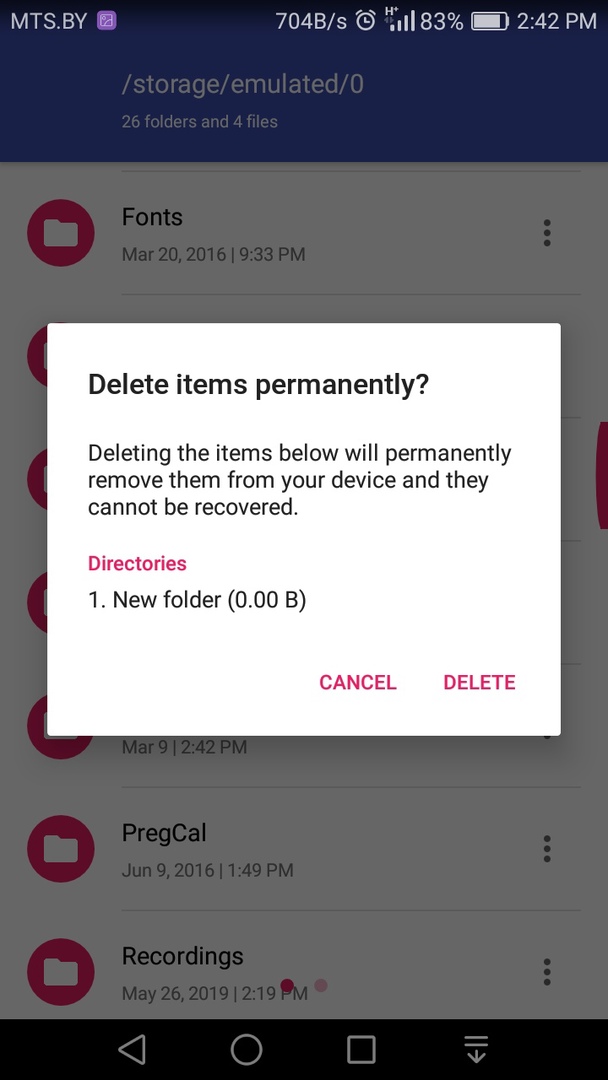 MTS.BY 704B/s H+ 83% 2:42 PM
/storage/emulated/0
26 folders and 4 files
Fonts
Mar 20, 2016 | 9:33 PM
Delete items permanently?
Deleting the items below will permanently
remove them from your device and they
cannot be recovered.
Directories
1. New folder (0.00 B)
CANCEL DELETE
Mar 9 | 2:42 PM
PregCal
Jun 9, 2016 | 1:49 PM
Recordings
May 26, 2019 | 2:19 PM